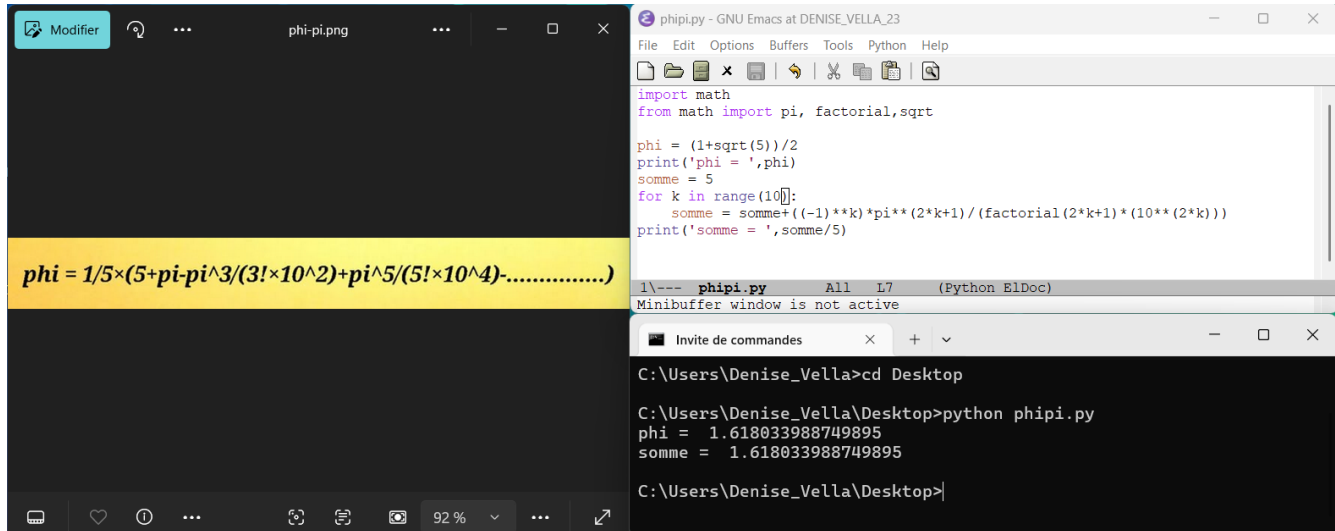 Modifier
phi-pi.png
phi = 1/5×(5+pi-pi^3/(3!×10^2)+pi^5/(5!×10^4)-...............)
92 %
phipi.py - GNU Emacs at DENISE_VELLA_23
File Edit Options Buffers Tools Python Help
import math
from math import pi, factorial,sqrt
phi = (1+sqrt(5))/2
print('phi = ',phi)
somme = 5
for k in range(10):
    somme = somme+((-1)**k)*pi**(2*k+1)/(factorial(2*k+1)*(10**(2*k)))
print('somme = ',somme/5)
1\--- phipi.py All L7 (Python ElDoc)
Minibuffer window is not active
Invite de commandes
C:\Users\Denise_Vella>cd Desktop
C:\Users\Denise_Vella\Desktop>python phipi.py
phi =  1.618033988749895
somme =  1.618033988749895
C:\Users\Denise_Vella\Desktop>